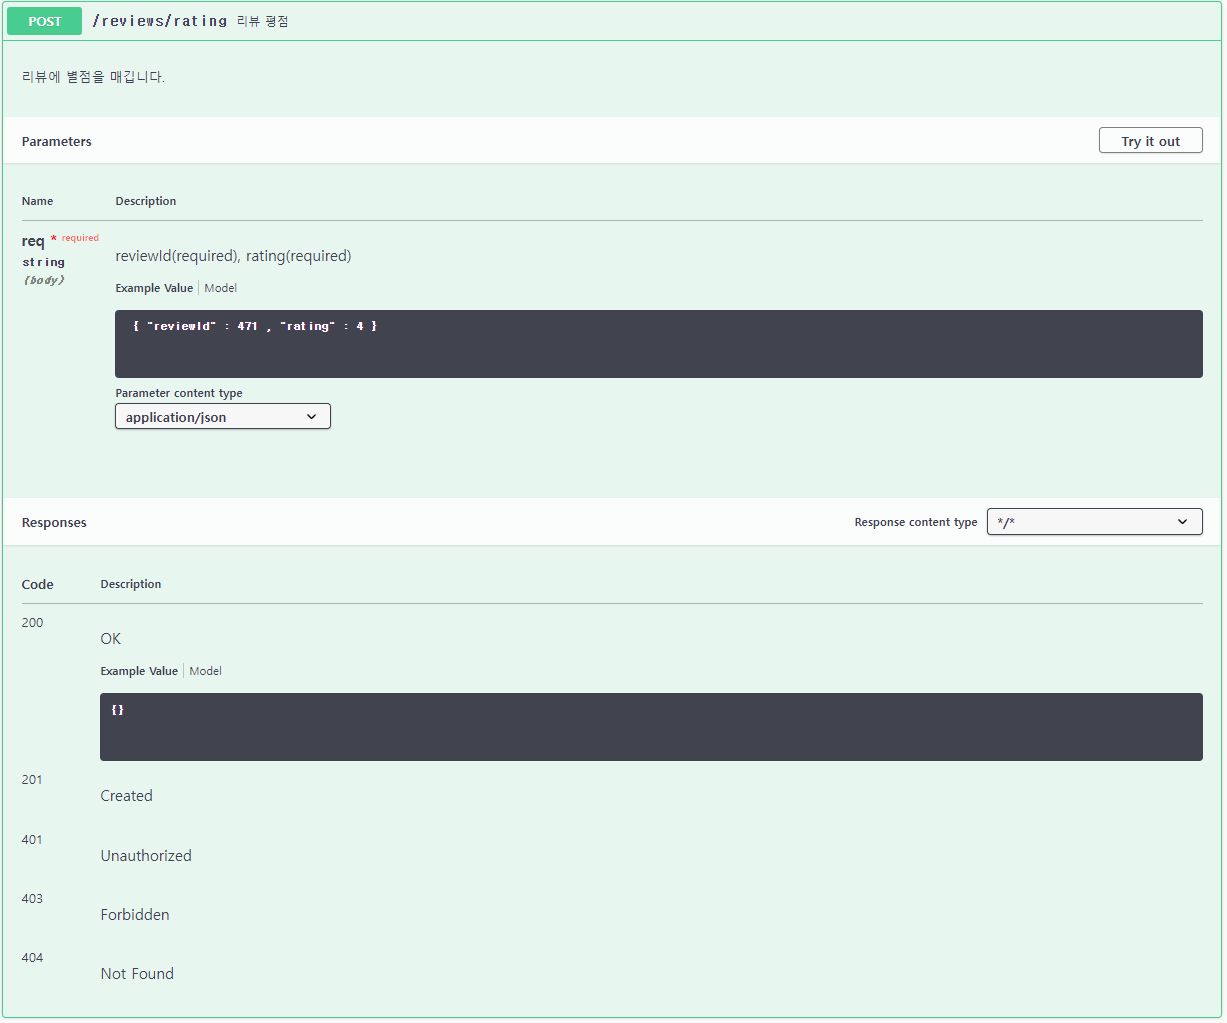 POST /reviews/rating 리뷰 평점
리뷰에 별점을 매깁니다.
Parameters Try it out
Name Description
req * required
string
(body)
reviewId(required), rating(required)
Example Value Model
{ "reviewId" : 471 , "rating" : 4 }
Parameter content type
application/json
Responses Response content type */*
Code Description
200
OK
Example Value Model
{}
201
Created
401
Unauthorized
403
Forbidden
404
Not Found